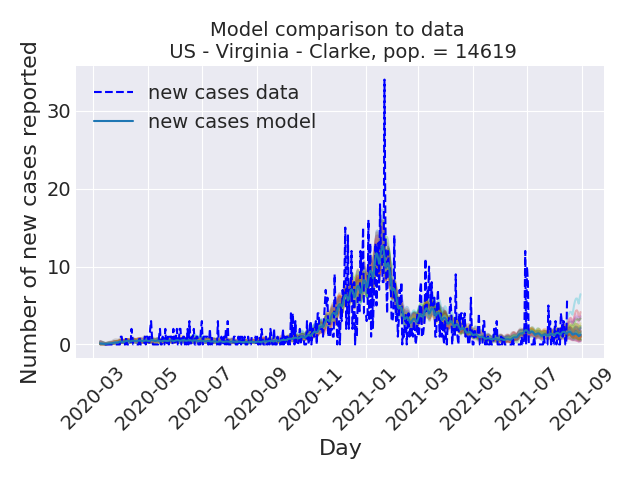 Model comparison to data
US - Virginia - Clarke, pop. = 14619
Number of new cases reported
new cases data
new cases model
30
20
10
0
2020-03
2020-05
2020-07
2020-09
2020-11
2021-01
2021-03
2021-05
2021-07
2021-09
Day